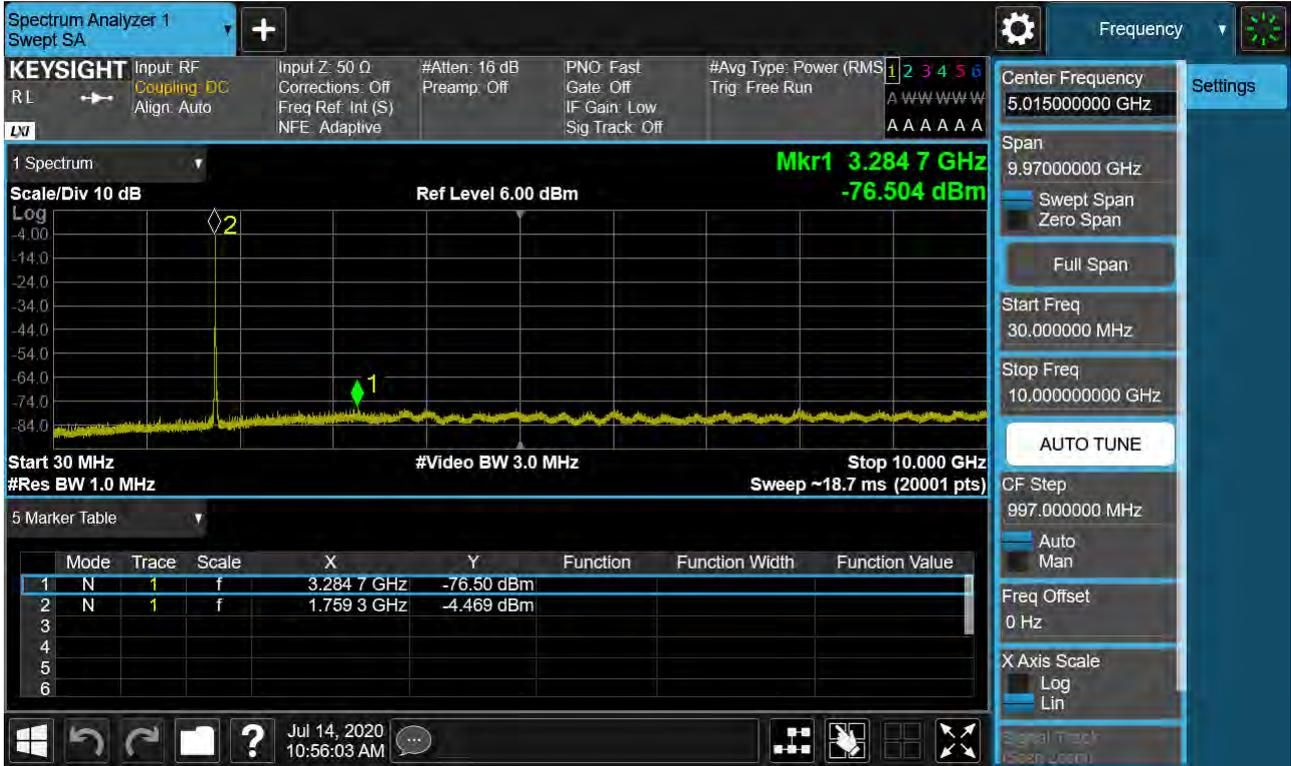 Spectrum Analyzer 1
Swept SA
+
Frequency
KEYSIGHT
RL
LXI
Input: RF
Coupling: DC
Align: Auto
Input Z: 50 Ω
Corrections: Off
Freq Ref: Int (S)
NFE: Adaptive
#Atten: 16 dB
Preamp: Off
PNO: Fast
Gate: Off
IF Gain: Low
Sig Track: Off
#Avg Type: Power (RMS
Trig: Free Run
1 2 3 4 5 6
A W W W W W
A A A A A A
1 Spectrum
Scale/Div 10 dB
Ref Level 6.00 dBm
Mkr1 3.284 7 GHz
-76.504 dBm
Log
-4.00
-14.0
-24.0
-34.0
-44.0
-54.0
-64.0
-74.0
-84.0
2
1
Start 30 MHz
#Video BW 3.0 MHz
Stop 10.000 GHz
#Res BW 1.0 MHz
Sweep ~18.7 ms (20001 pts)
5 Marker Table
Mode Trace Scale X Y Function Function Width Function Value
1 N 1 f 3.284 7 GHz -76.50 dBm
2 N 1 f 1.759 3 GHz -4.469 dBm
3
4
5
6
?
Jul 14, 2020
10:56:03 AM
Center Frequency
5.015000000 GHz
Settings
Span
9.97000000 GHz
Swept Span
Zero Span
Full Span
Start Freq
30.000000 MHz
Stop Freq
10.000000000 GHz
AUTO TUNE
CF Step
997.000000 MHz
Auto
Man
Freq Offset
0 Hz
X Axis Scale
Log
Lin
Signal Track
(Span Zoom)